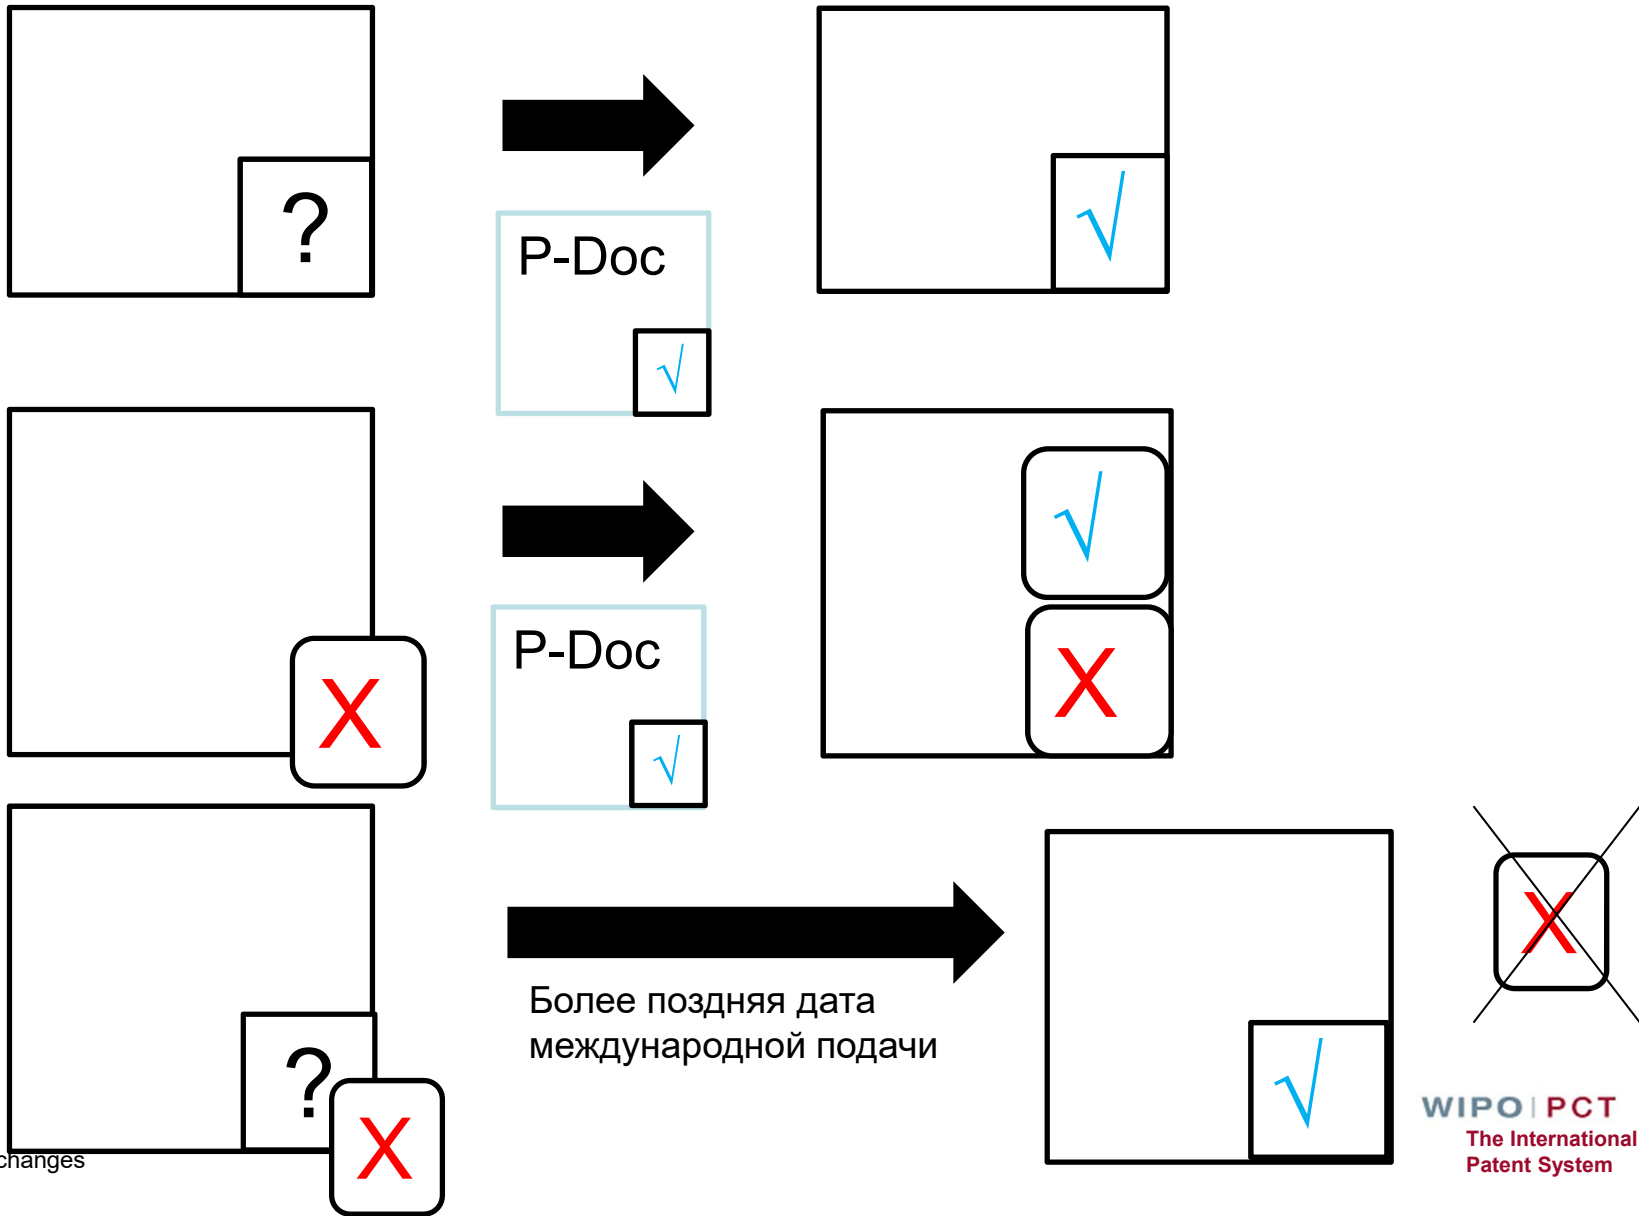 ?
√
P-Doc
√
X
√
P-Doc
X
√
?
X
Более поздняя дата
международной подачи
X
√
changes
WIPO | PCT
The International
Patent System